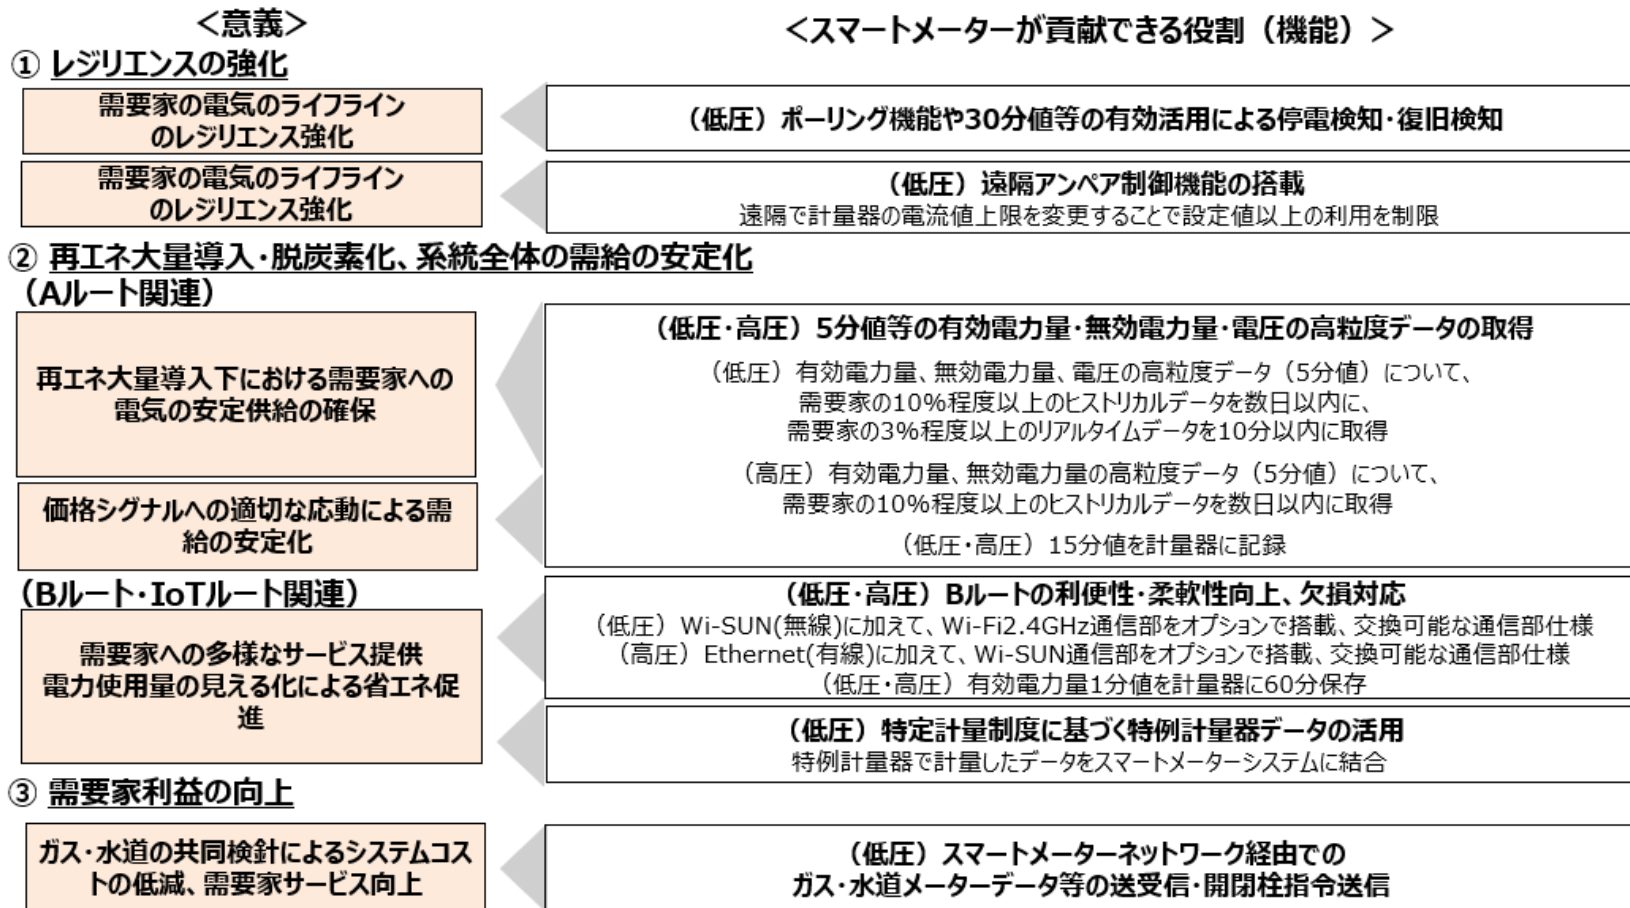 ＜意義＞
＜スマートメーターが貢献できる役割（機能）＞
① レジリエンスの強化
需要家の電気のライフライン
のレジリエンス強化
（低圧）ポーリング機能や30分値等の有効活用による停電検知・復旧検知
需要家の電気のライフライン
のレジリエンス強化
（低圧）遠隔アンペア制御機能の搭載
遠隔で計量器の電流値上限を変更することで設定値以上の利用を制限
② 再エネ大量導入・脱炭素化、系統全体の需給の安定化
（Aルート関連）
再エネ大量導入下における需要家への
電気の安定供給の確保
価格シグナルへの適切な応動による需
給の安定化
（低圧・高圧）5分値等の有効電力量・無効電力量・電圧の高粒度データの取得
（低圧）有効電力量、無効電力量、電圧の高粒度データ（5分値）について、
需要家の10%程度以上のヒストリカルデータを数日以内に、
需要家の3%程度以上のリアルタイムデータを10分以内に取得
（高圧）有効電力量、無効電力量の高粒度データ（5分値）について、
需要家の10%程度以上のヒストリカルデータを数日以内に取得
（低圧・高圧）15分値を計量器に記録
（Bルート・IoTルート関連）
需要家への多様なサービス提供
電力使用量の見える化による省エネ促
進
（低圧・高圧）Bルートの利便性・柔軟性向上、欠損対応
（低圧）Wi-SUN(無線)に加えて、Wi-Fi2.4GHz通信部をオプションで搭載、交換可能な通信部仕様
（高圧）Ethernet(有線)に加えて、Wi-SUN通信部をオプションで搭載、交換可能な通信部仕様
（低圧・高圧）有効電力量1分値を計量器に60分保存
（低圧）特定計量制度に基づく特例計量器データの活用
特例計量器で計量したデータをスマートメーターシステムに結合
③ 需要家利益の向上
ガス・水道の共同検針によるシステムコス
トの低減、需要家サービス向上
（低圧）スマートメーターネットワーク経由での
ガス・水道メーターデータ等の送受信・開閉栓指令送信